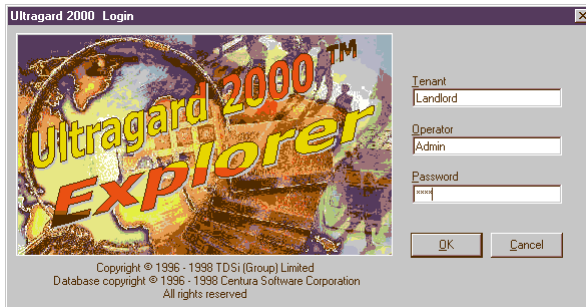 Ultragard 2000 Login
Ultragard 2000 ™
Explorer
Tenant
Landlord
Operator
Admin
Password
****
OK
Cancel
Copyright © 1996 - 1998 TDSi (Group) Limited
Database copyright © 1996 - 1998 Centura Software Corporation
All rights reserved